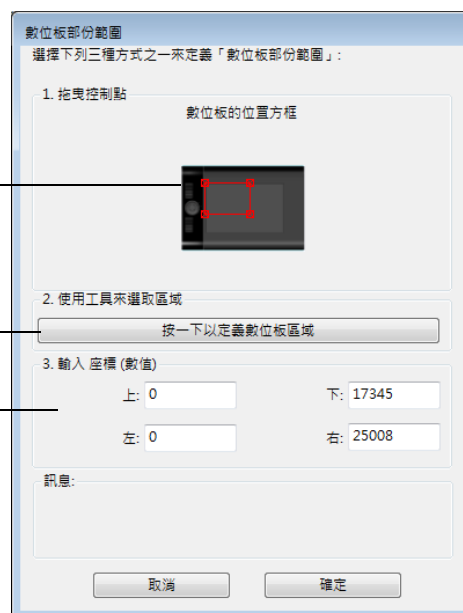 數位板部份範圍
選擇下列三種方式之一來定義「數位板部份範圍」:
1. 拖曳控制點
數位板的位置方框
2. 使用工具來選取區域
按一下以定義數位板區域
3. 輸入 座標 (數值)
上: 0 下: 17345
左: 0 右: 25008
訊息:
取消 確定